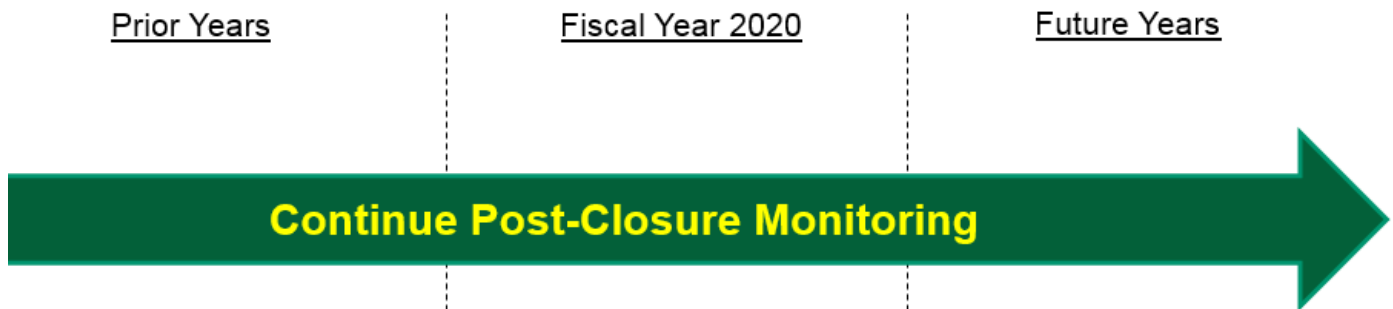 Prior Years
Fiscal Year 2020
Future Years
Continue Post-Closure Monitoring